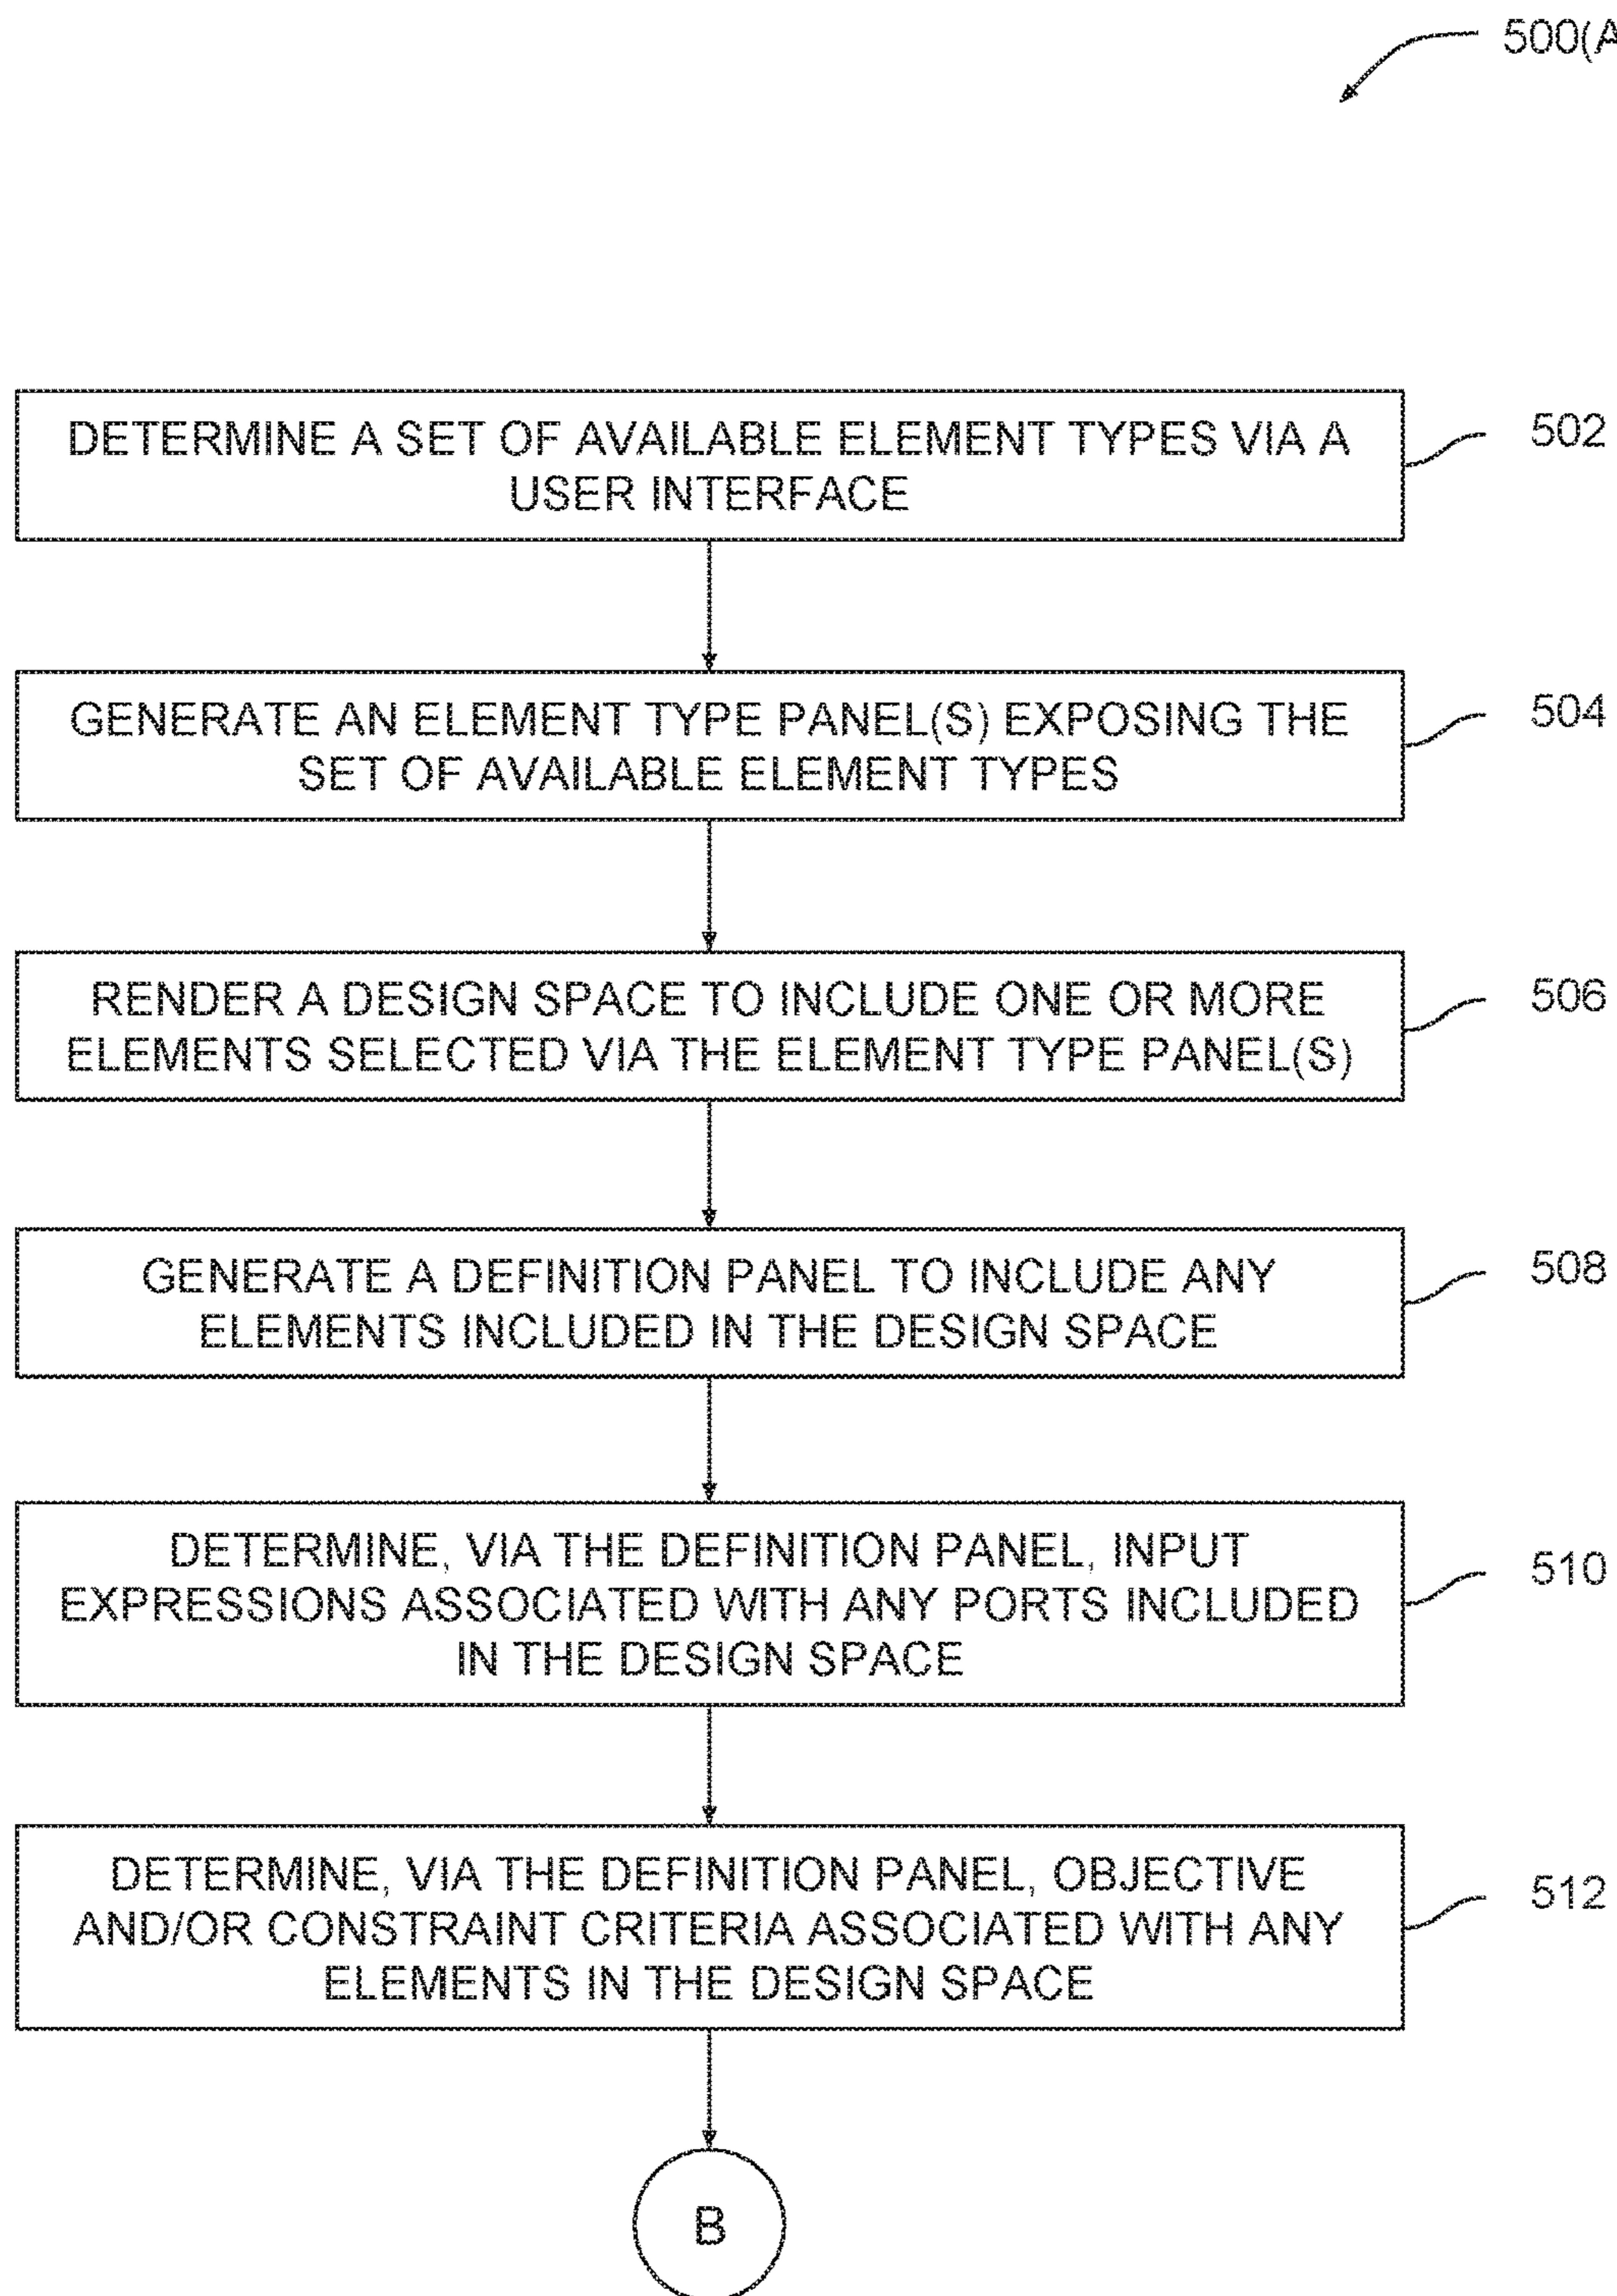 500(A
DETERMINE A SET OF AVAILABLE ELEMENT TYPES VIA A
USER INTERFACE
502
GENERATE AN ELEMENT TYPE PANEL(S) EXPOSING THE
SET OF AVAILABLE ELEMENT TYPES
504
RENDER A DESIGN SPACE TO INCLUDE ONE OR MORE
ELEMENTS SELECTED VIA THE ELEMENT TYPE PANEL(S)
506
GENERATE A DEFINITION PANEL TO INCLUDE ANY
ELEMENTS INCLUDED IN THE DESIGN SPACE
508
DETERMINE, VIA THE DEFINITION PANEL, INPUT
EXPRESSIONS ASSOCIATED WITH ANY PORTS INCLUDED
IN THE DESIGN SPACE
510
DETERMINE, VIA THE DEFINITION PANEL, OBJECTIVE
AND/OR CONSTRAINT CRITERIA ASSOCIATED WITH ANY
ELEMENTS IN THE DESIGN SPACE
512
B